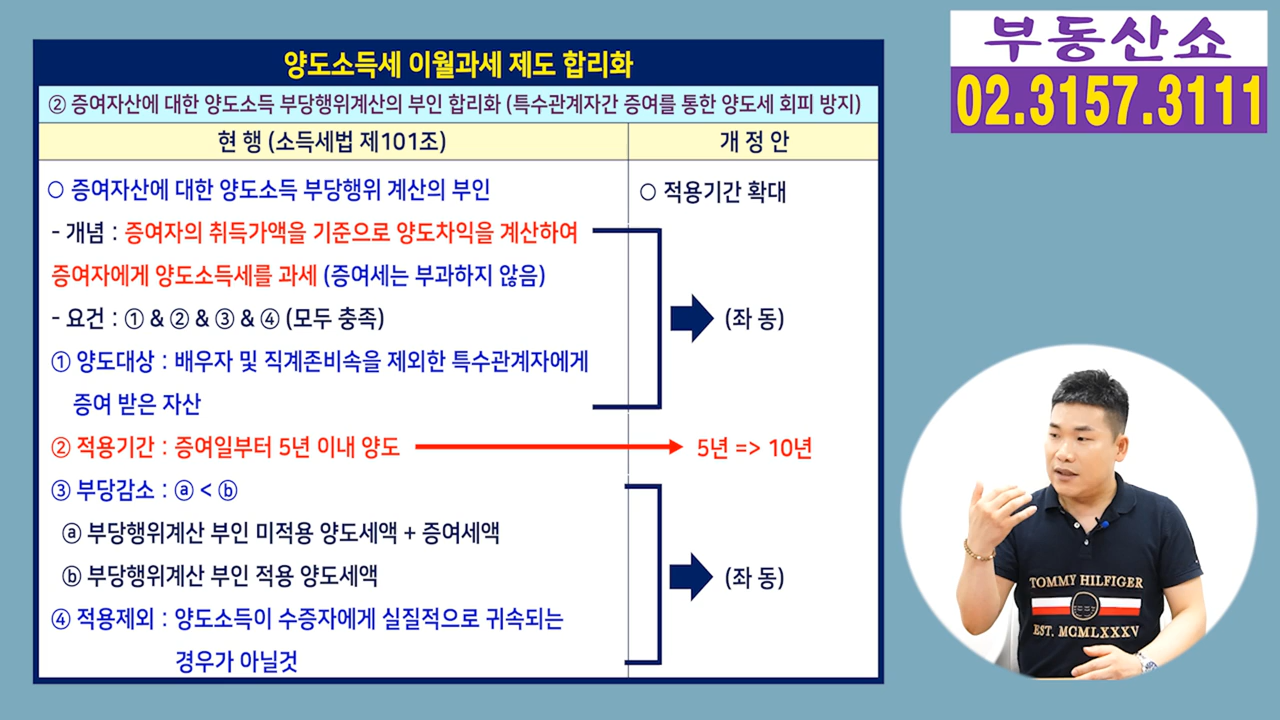 부동산쇼
02.3157.3111
양도소득세 이월과세 제도 합리화
② 증여자산에 대한 양도소득 부당행위계산의 부인 합리화 (특수관계자간 증여를 통한 양도세 회피 방지)
현 행 (소득세법 제101조)
개 정 안
○ 증여자산에 대한 양도소득 부당행위 계산의 부인
○ 적용기간 확대
- 개념 : 증여자의 취득가액을 기준으로 양도차익을 계산하여
증여자에게 양도소득세를 과세 (증여세는 부과하지 않음)
- 요건 : ① & ② & ③ & ④ (모두 충족)
(좌 동)
① 양도대상 : 배우자 및 직계존비속을 제외한 특수관계자에게
증여 받은 자산
② 적용기간 : 증여일부터 5년 이내 양도
5년 => 10년
③ 부당감소 : ⓐ < ⓑ
ⓐ 부당행위계산 부인 미적용 양도세액 + 증여세액
ⓑ 부당행위계산 부인 적용 양도세액
(좌 동)
④ 적용제외 : 양도소득이 수증자에게 실질적으로 귀속되는
경우가 아닐것
TOMMY HILFIGER
EST. MCMLXXXV